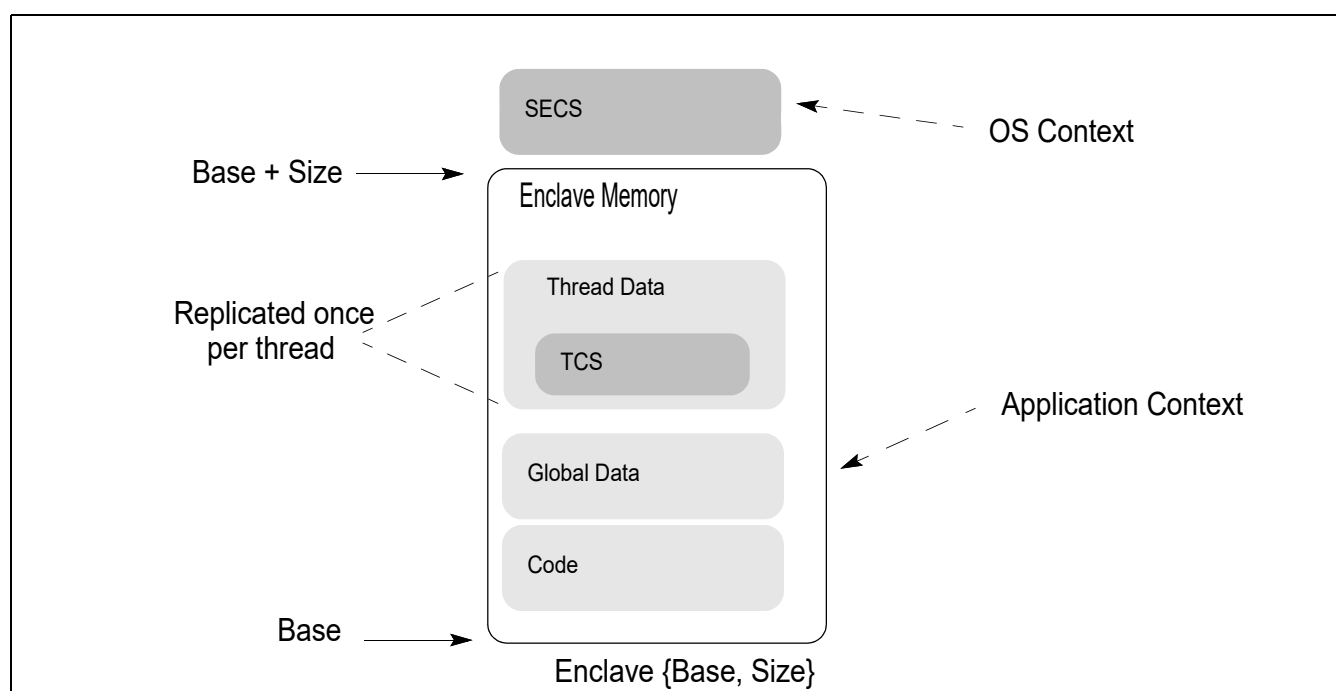 SECS
OS Context
Base + Size
Enclave Memory
Thread Data
Replicated once
per thread
TCS
Application Context
Global Data
Code
Base
Enclave {Base, Size}